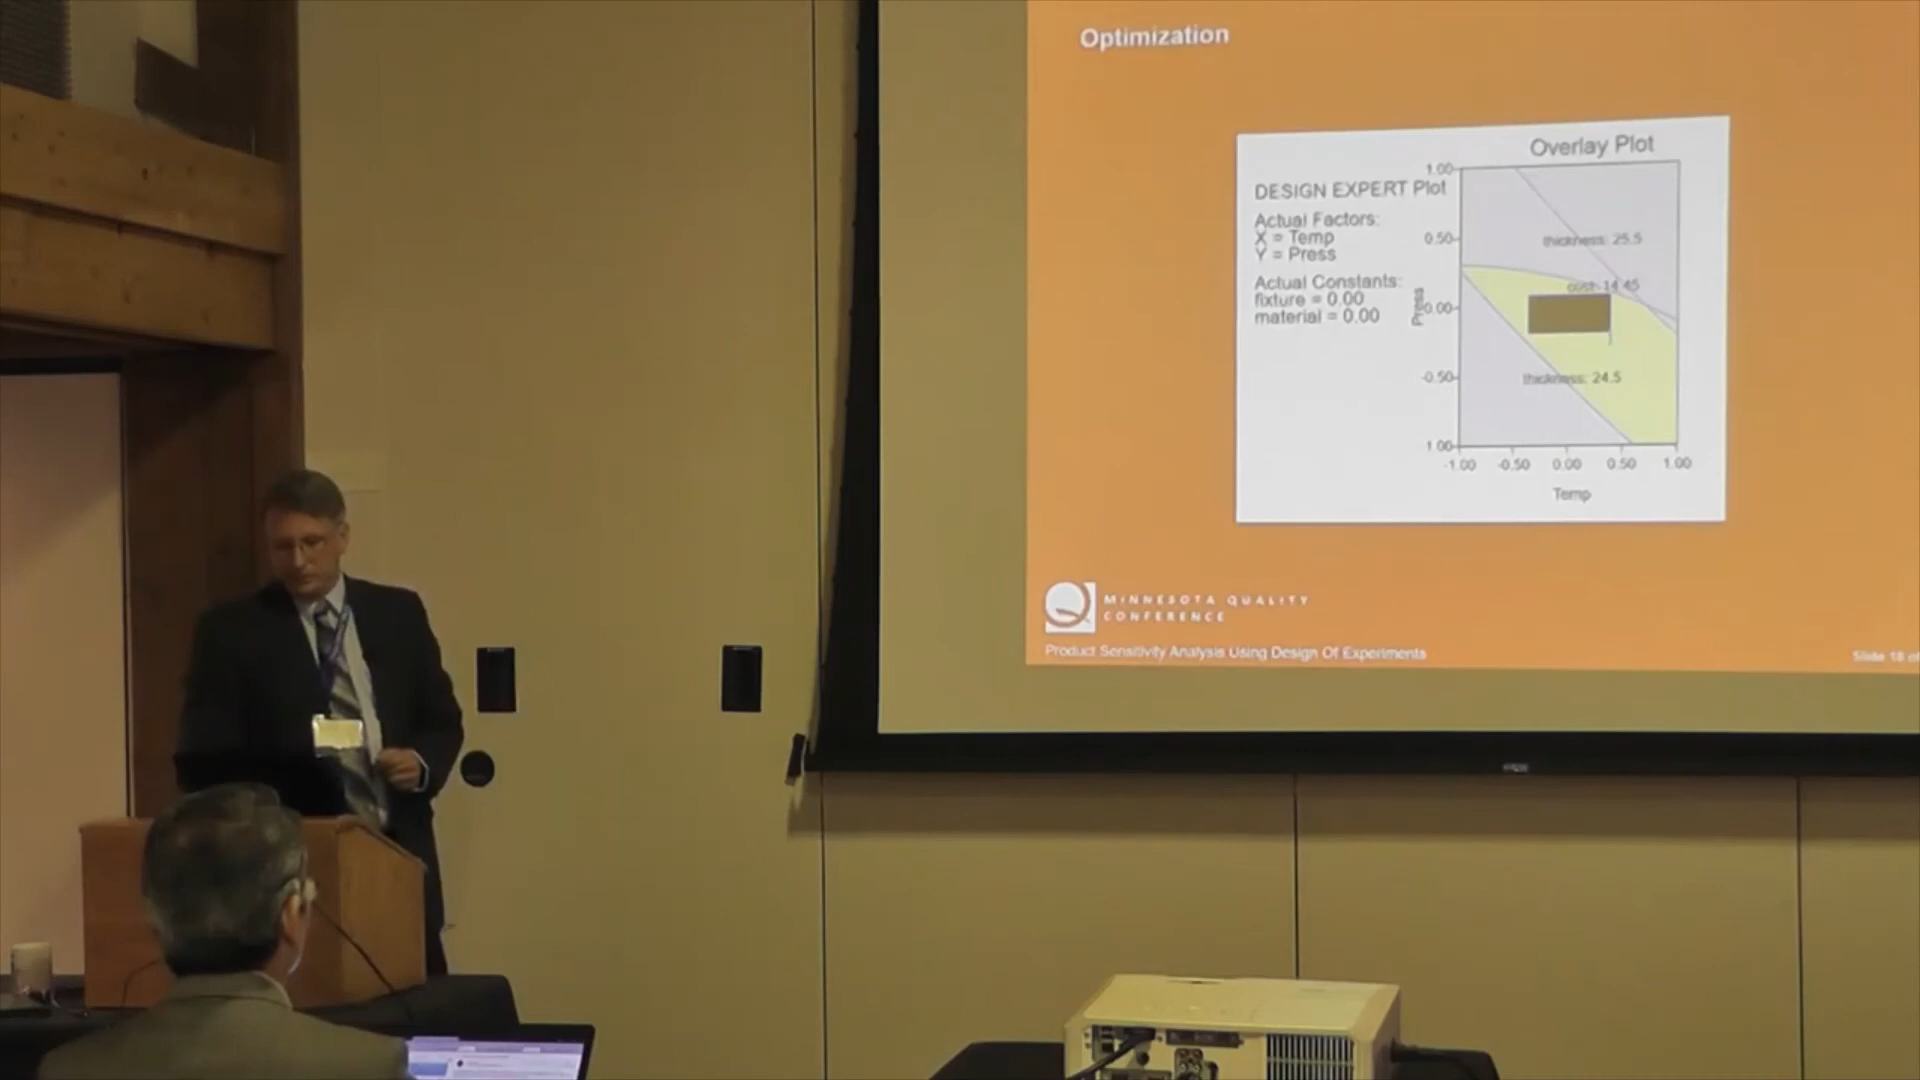 Optimization
Overlay Plot
DESIGN EXPERT Plot
Actual Factors:
X = Temp
Y = Press
Actual Constants:
fixture = 0.00
material = 0.00
1.00
0.50
0.00
-0.50
1.00
Press
thickness: 25.5
cost: 14.45
thickness: 24.5
-1.00 -0.50 0.00 0.50 1.00
Temp
MINNESOTA QUALITY
CONFERENCE
Product Sensitivity Analysis Using Design Of Experiments
Slide 18 of